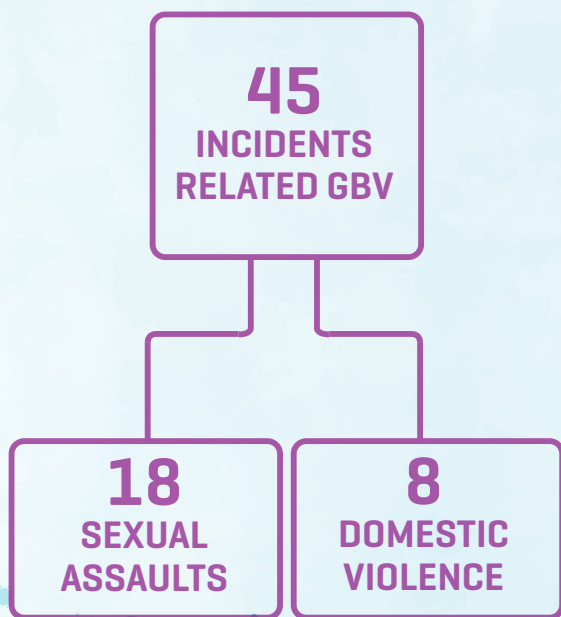 45
INCIDENTS
RELATED GBV
18
SEXUAL
ASSAULTS
8
DOMESTIC
VIOLENCE